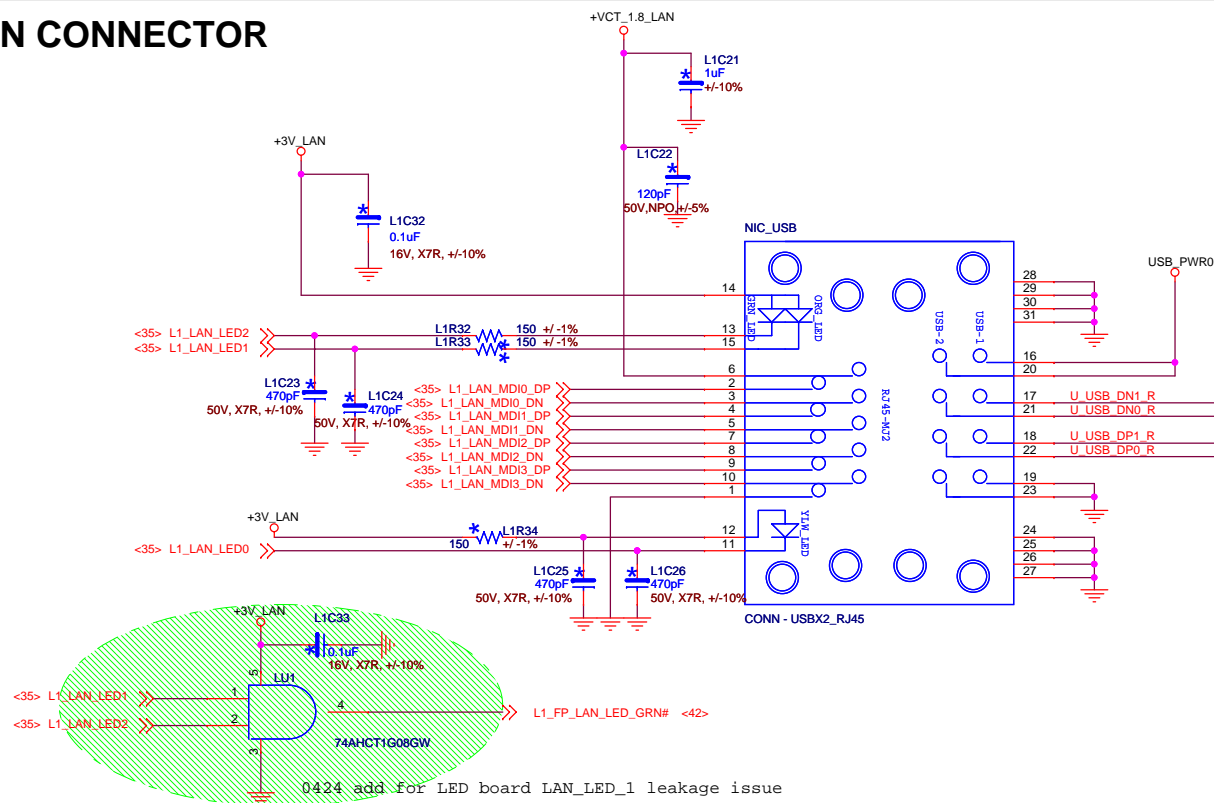 N CONNECTOR
+VCT_1.8_LAN
L1C21
1uF
+/-10%
+3V_LAN
L1C22
120pF
50V,NPO,+/-5%
L1C32
0.1uF
16V, X7R, +/-10%
NIC_USB
USB_PWR0
14
GRN_LED
ORG_LED
28
29
30
31
<35> L1_LAN_LED2
L1R32
150 +/-1%
13
<35> L1_LAN_LED1
L1R33
150 +/-1%
15
USB-2
USB-1
16
20
L1C23
470pF
50V, X7R, +/-10%
L1C24
470pF
50V, X7R, +/-10%
6
<35> L1_LAN_MDI0_DP
2
<35> L1_LAN_MDI0_DN
3
<35> L1_LAN_MDI1_DP
4
<35> L1_LAN_MDI1_DN
5
<35> L1_LAN_MDI2_DP
7
<35> L1_LAN_MDI2_DN
8
<35> L1_LAN_MDI3_DP
9
<35> L1_LAN_MDI3_DN
10
1
RJ45-MJ2
17
U_USB_DN1_R
21
U_USB_DN0_R
18
U_USB_DP1_R
22
U_USB_DP0_R
19
23
+3V_LAN
L1R34
150 +/-1%
12
<35> L1_LAN_LED0
11
YLW_LED
24
25
26
27
L1C25
470pF
50V, X7R, +/-10%
L1C26
470pF
50V, X7R, +/-10%
CONN - USBX2_RJ45
+3V_LAN
L1C33
0.1uF
16V, X7R, +/-10%
5
LU1
<35> L1_LAN_LED1
1
<35> L1_LAN_LED2
2
4
L1_FP_LAN_LED_GRN# <42>
3
74AHCT1G08GW
0424 add for LED board LAN_LED_1 leakage issue